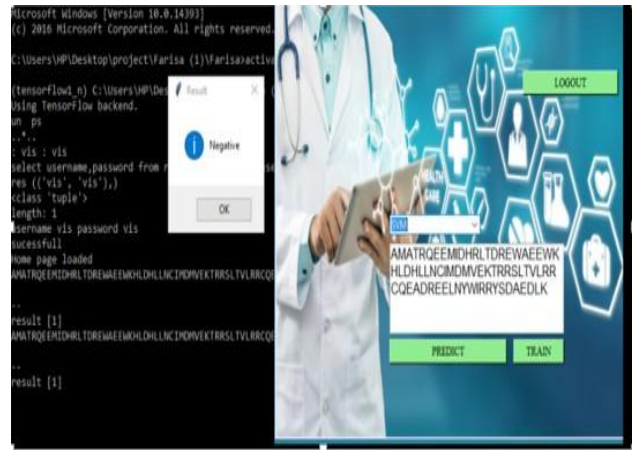 Microsoft Windows [Version 10.0.14393]
(c) 2016 Microsoft Corporation. All rights reserved.
C:\Users\HP\Desktop\project\Farisa (1)\Farisa>activa
(tensorflow1_n) C:\Users\HP\Des
Using TensorFlow backend.
un ps
..*..
: vis : vis
select username,password from
res (('vis', 'vis'),)
<class 'tuple'>
length: 1
username vis password vis
sucessfull
Home page loaded
AMATRQEEMIDHRLTDREWAEEWKHLDHLLNCIMDMVEKTRRSLTVLRRCQE
--
result [1]
AMATRQEEMIDHRLTDREWAEEWKHLDHLLNCIMDMVEKTRRSLTVLRRCQE
--
result [1]
Result
Negative
OK
LOGOUT
HEALTH
CARE
SVM
AMATRQEEMIDHRLTDREWAEEWK
HLDHLLNCIMDMVEKTRRSLTVLRR
CQEADREELNYWIRRYSDAEDLK
PREDICT
TRAIN